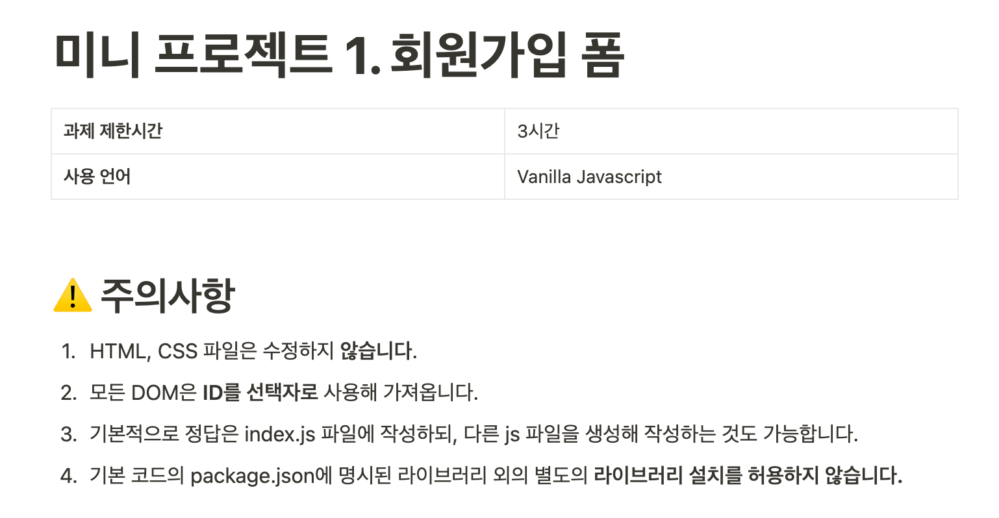 미니 프로젝트 1. 회원가입 폼
과제 제한시간 3시간
사용 언어 Vanilla Javascript
⚠️ 주의사항
1. HTML, CSS 파일은 수정하지 않습니다.
2. 모든 DOM은 ID를 선택자로 사용해 가져옵니다.
3. 기본적으로 정답은 index.js 파일에 작성하되, 다른 js 파일을 생성해 작성하는 것도 가능합니다.
4. 기본 코드의 package.json에 명시된 라이브러리 외의 별도의 라이브러리 설치를 허용하지 않습니다.